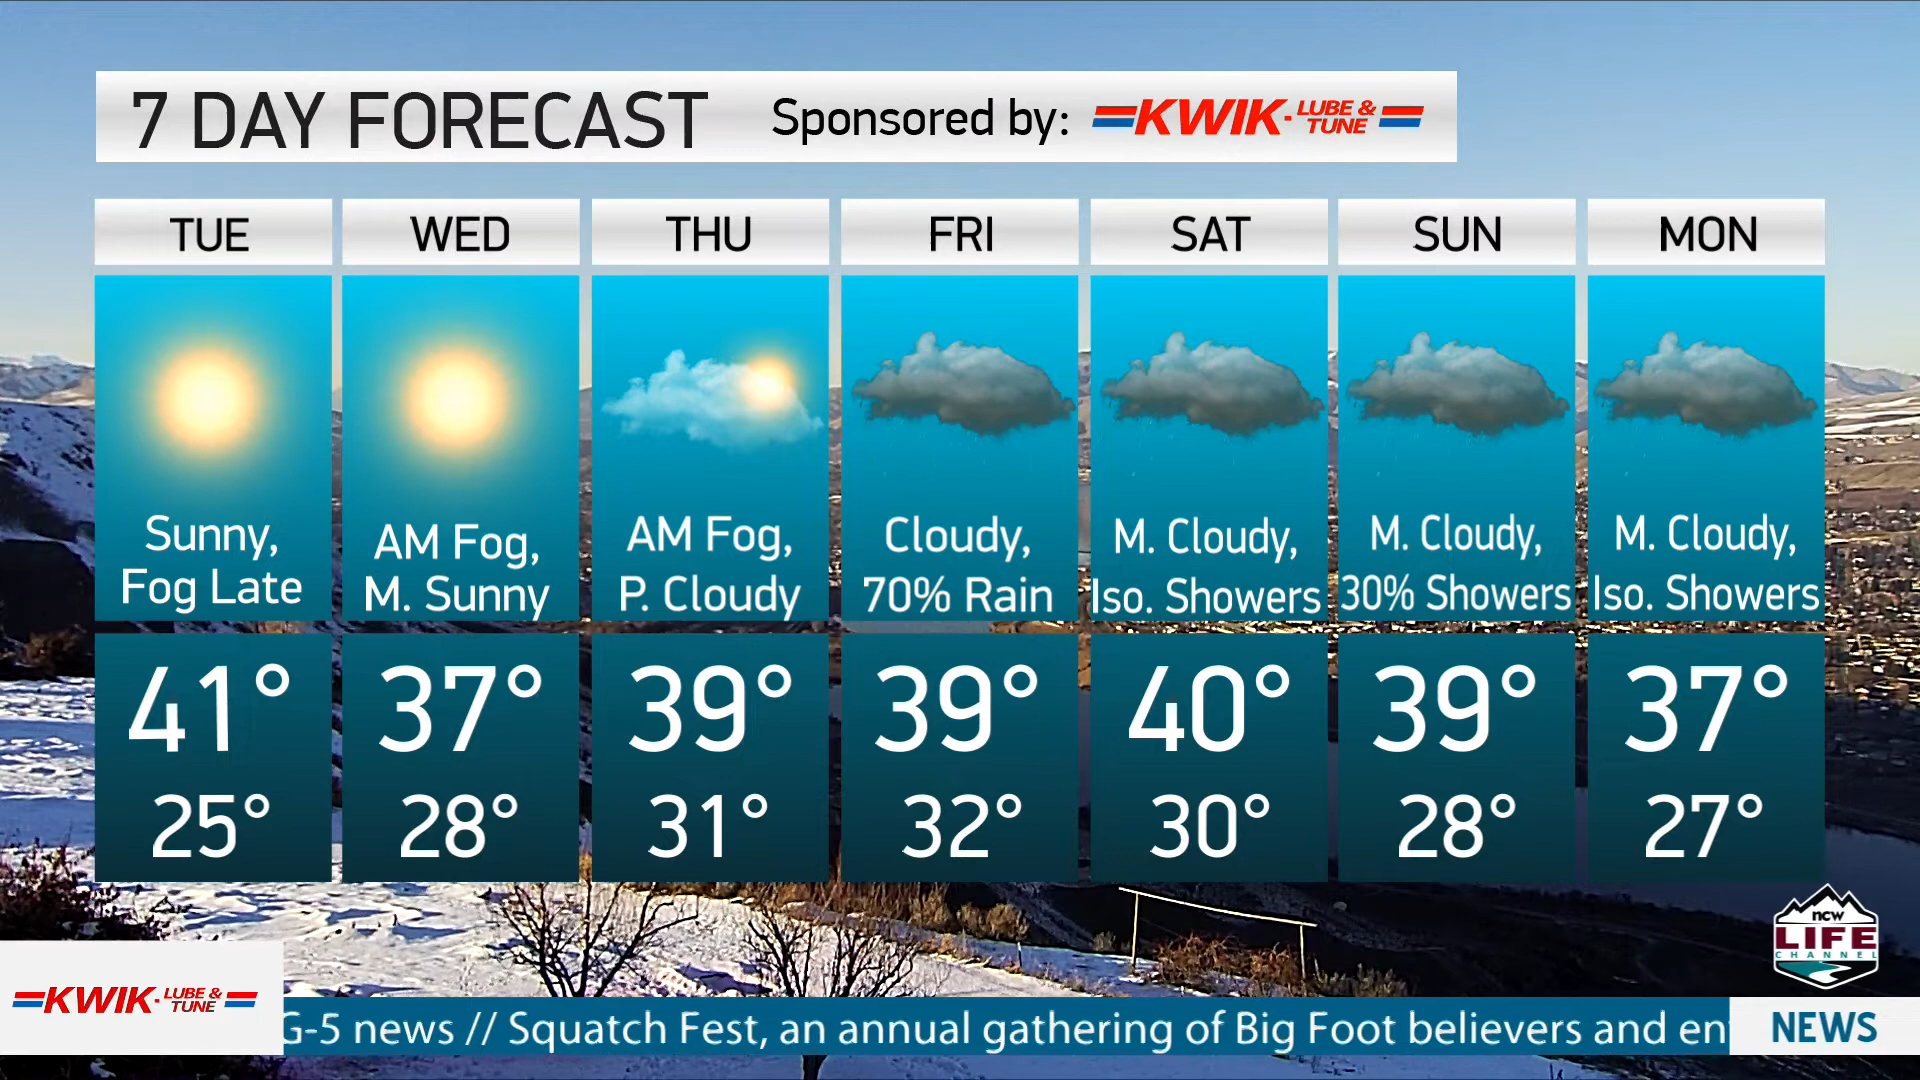 7 DAY FORECAST
Sponsored by:
KWIK-LUBE & TUNE
TUE WED THU FRI SAT SUN MON
Sunny,
Fog Late
AM Fog,
M. Sunny
AM Fog,
P. Cloudy
Cloudy,
70% Rain
M. Cloudy,
Iso. Showers
M. Cloudy,
30% Showers
M. Cloudy,
Iso. Showers
41° 37° 39° 39° 40° 39° 37°
25° 28° 31° 32° 30° 28° 27°
ncw
LIFE
CHANNEL
KWIK-LUBE & TUNE
G-5 news // Squatch Fest, an annual gathering of Big Foot believers and en
NEWS